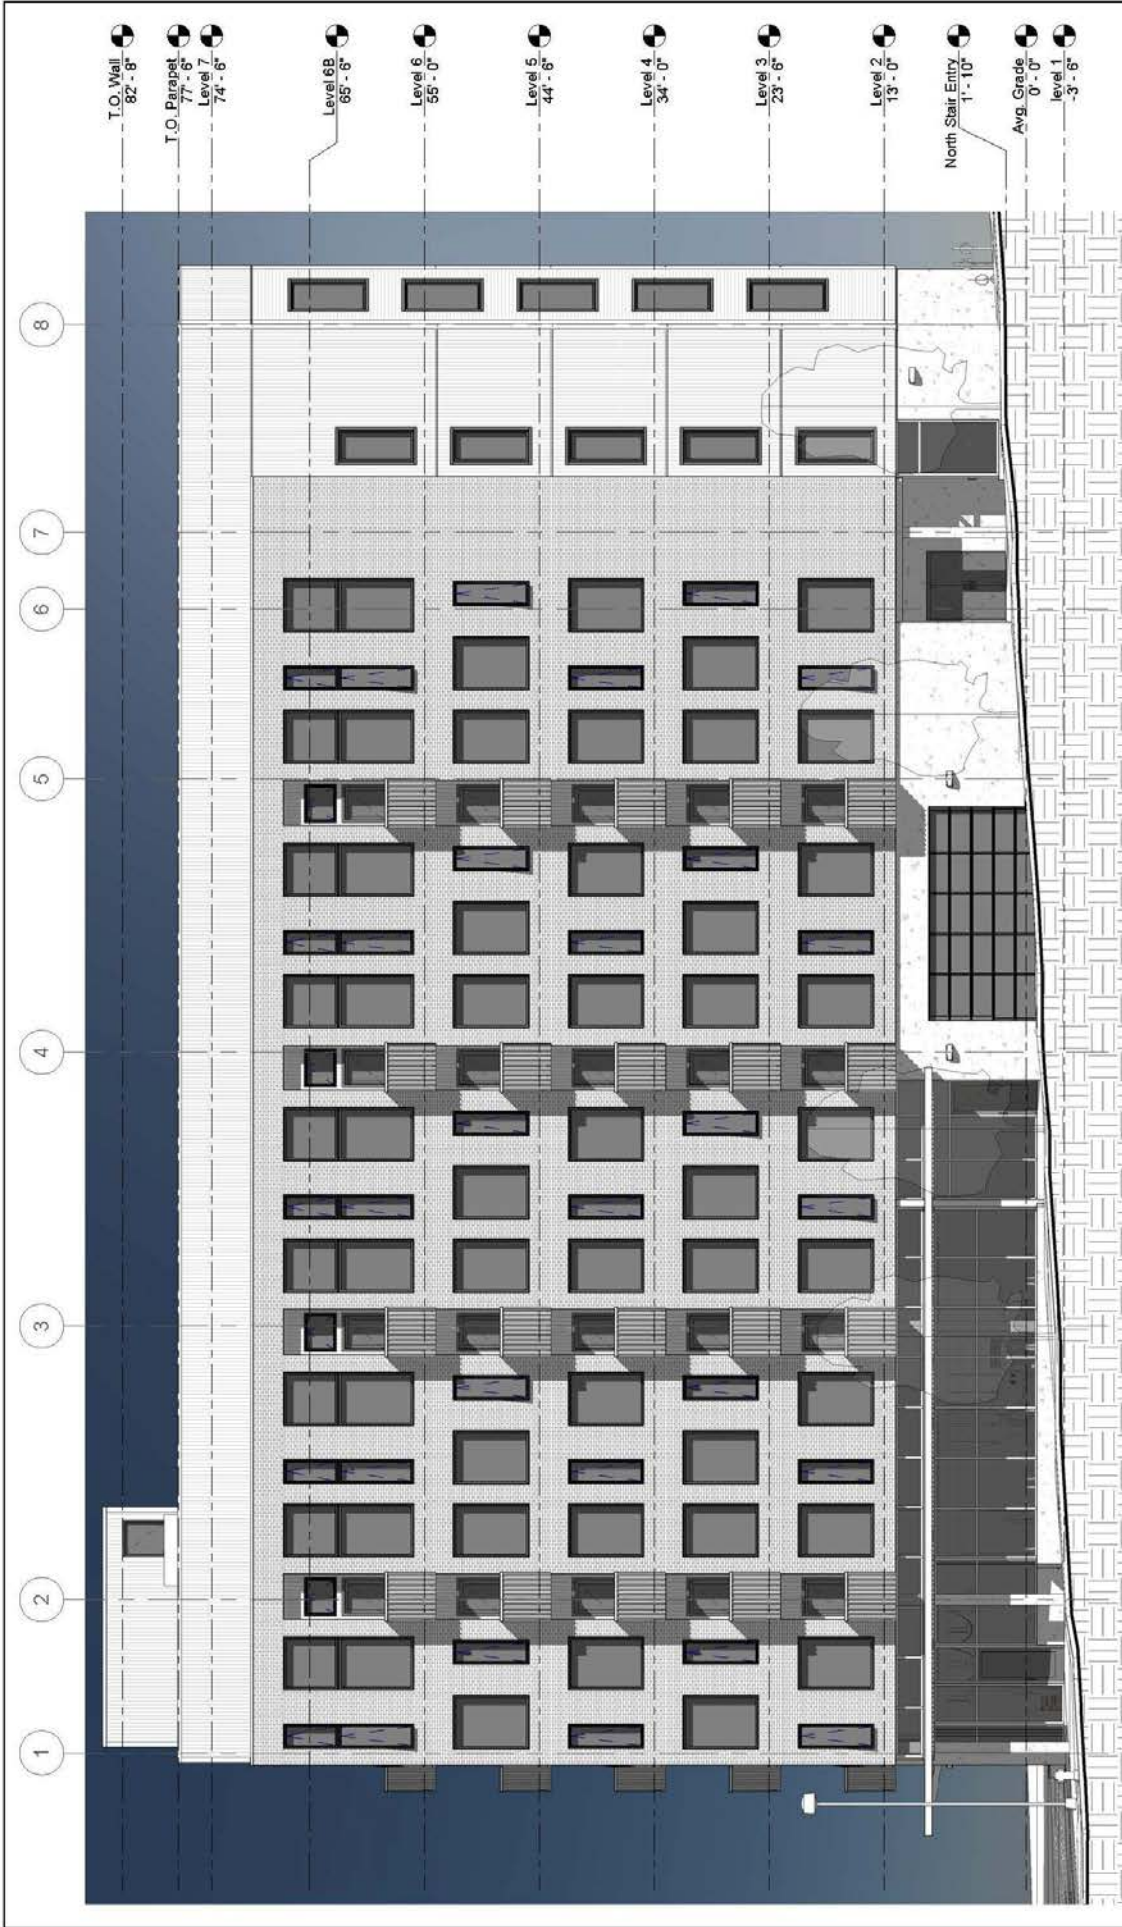 T.O. Wall
82' - 8"
T.O. Parapet
77' - 6"
Level 7
74' - 6"
Level 6B
65' - 6"
Level 6
55' - 0"
Level 5
44' - 6"
Level 4
34' - 0"
Level 3
23' - 6"
Level 2
13' - 0"
North Stair Entry
1' - 10"
Avg. Grade
0' - 0"
level 1
-3' - 6"
1
2
3
4
5
6
7
8